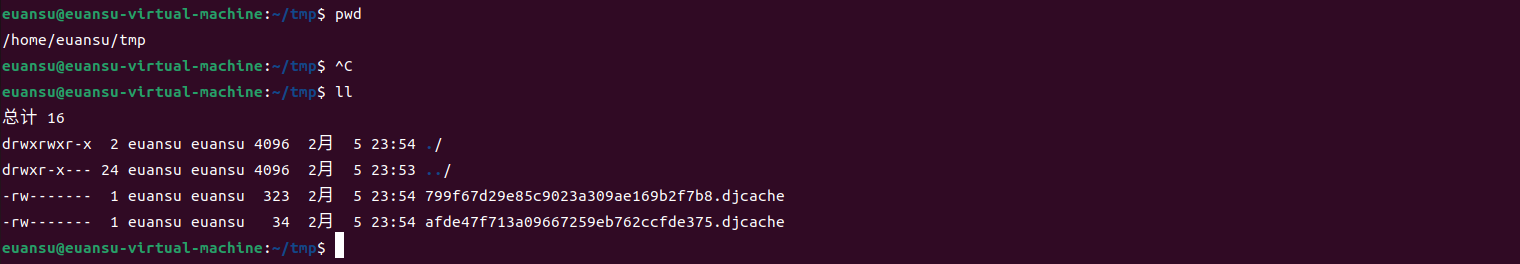 euansu@euansu-virtual-machine:~/tmp$ pwd
/home/euansu/tmp
euansu@euansu-virtual-machine:~/tmp$ ^C
euansu@euansu-virtual-machine:~/tmp$ ll
总计 16
drwxrwxr-x  2 euansu euansu 4096  2月  5 23:54 ./
drwxr-x--- 24 euansu euansu 4096  2月  5 23:53 ../
-rw-------  1 euansu euansu  323  2月  5 23:54 799f67d29e85c9023a309ae169b2f7b8.djcache
-rw-------  1 euansu euansu   34  2月  5 23:54 afde47f713a09667259eb762ccfde375.djcache
euansu@euansu-virtual-machine:~/tmp$